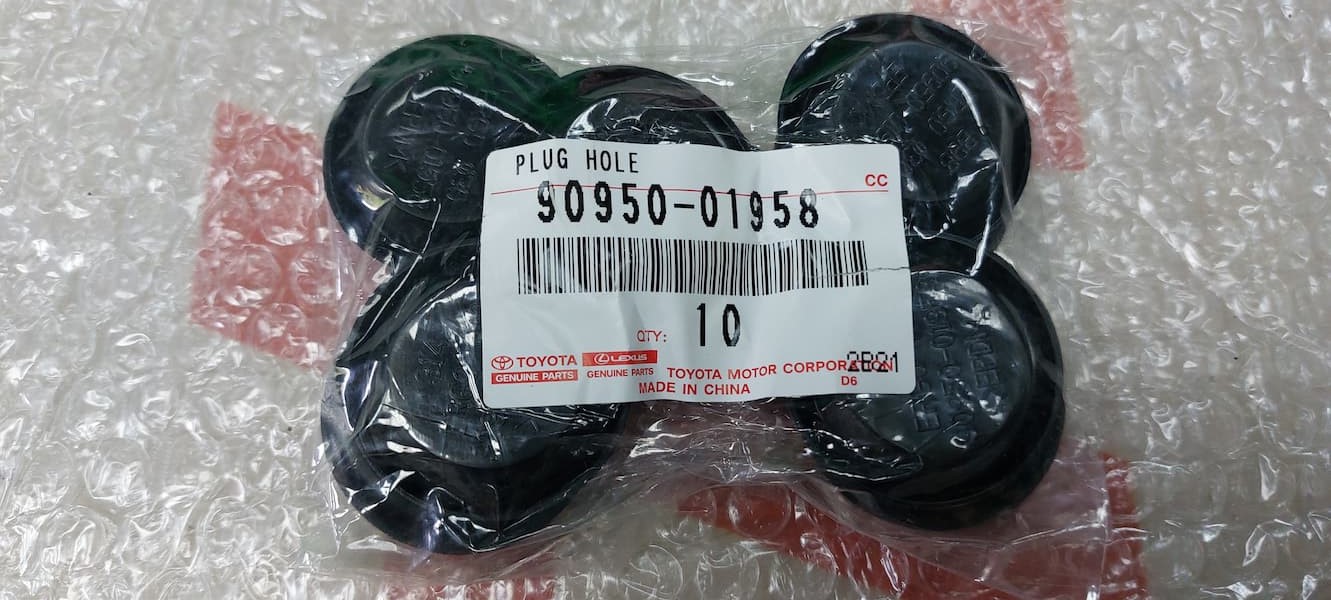 PLUG HOLE
CC
90950-01958
QTY: 10
TOYOTA
GENUINE PARTS
LEXUS
GENUINE PARTS
TOYOTA MOTOR CORPORATION
2B21
MADE IN CHINA
D6